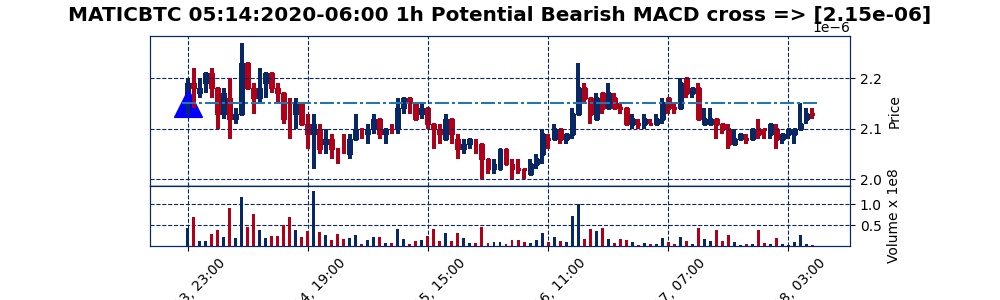 MATICBTC 05:14:2020-06:00 1h Potential Bearish MACD cross => [2.15e-06]
1e−6
2.2
2.1
2.0
Price
1.0
0.5
Volume x 1e8
3, 23:00
4, 19:00
5, 15:00
6, 11:00
7, 07:00
8, 03:00